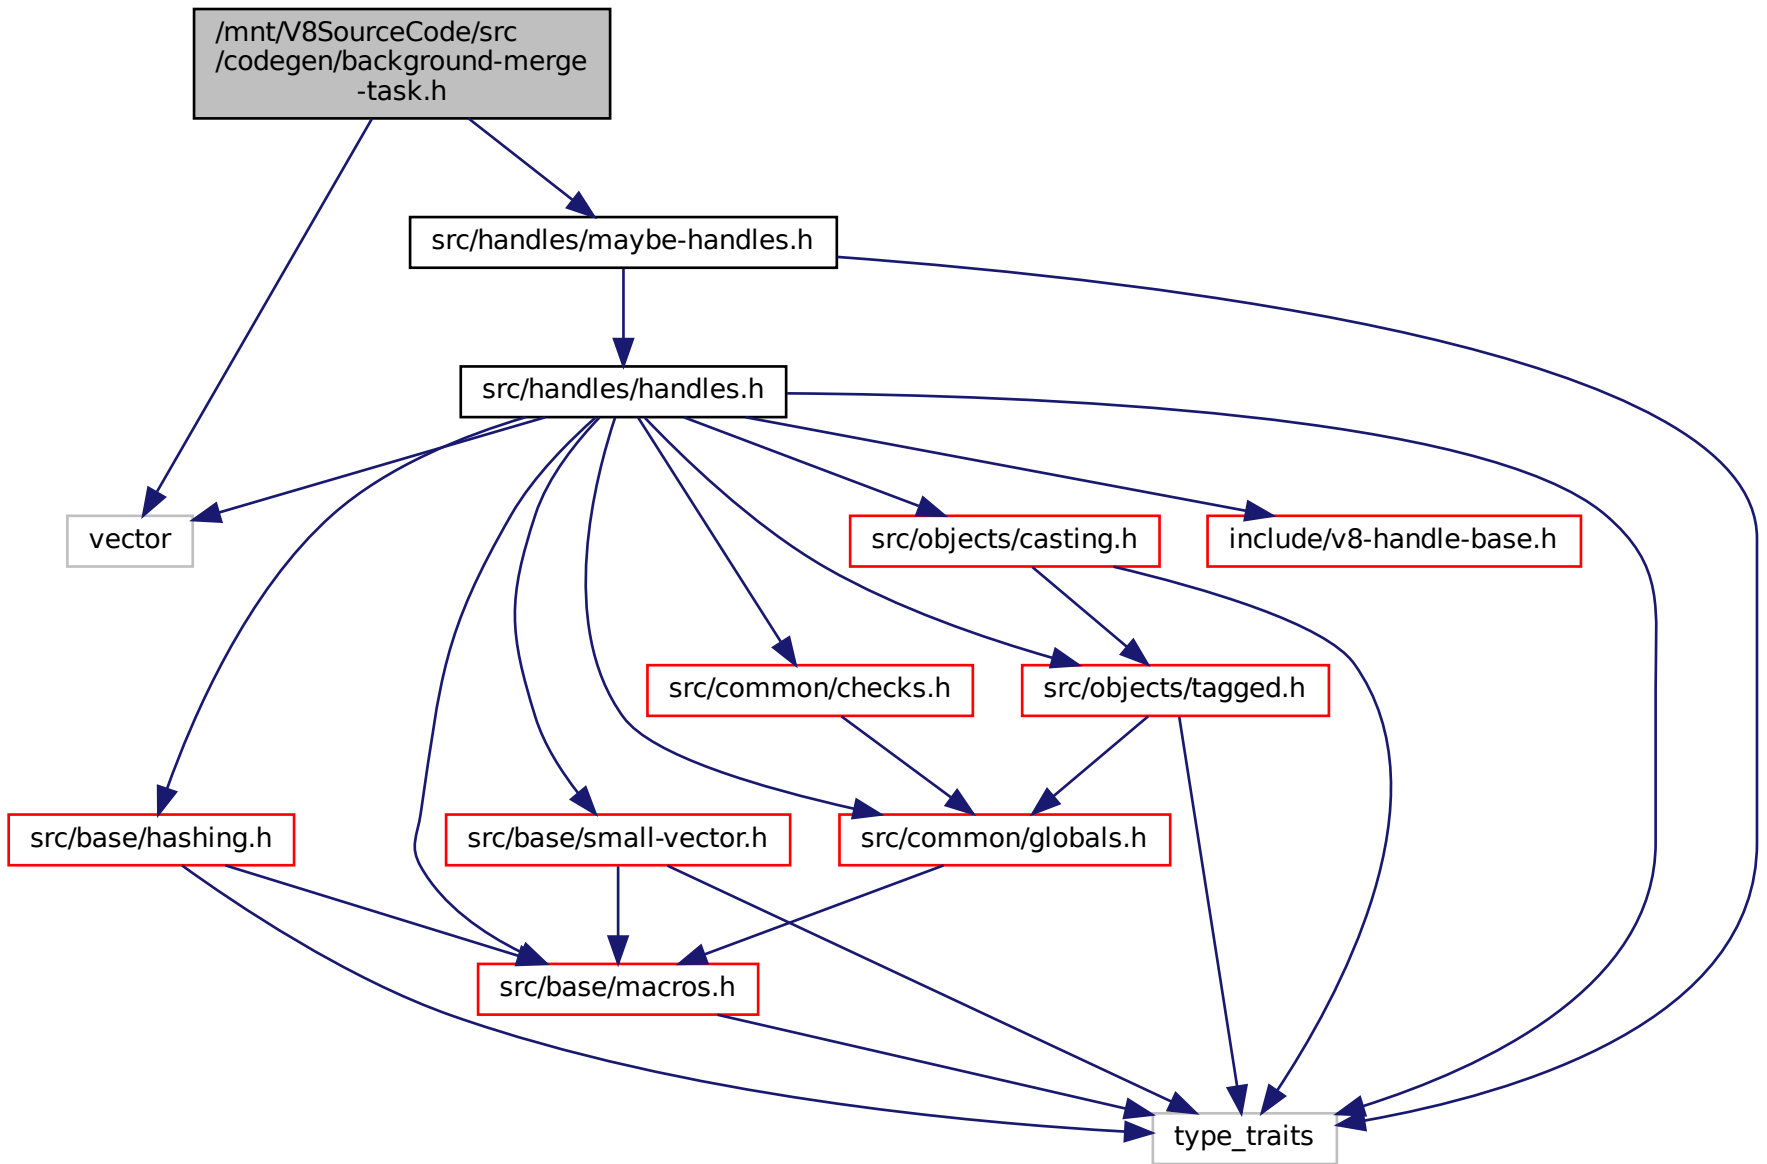 /mnt/V8SourceCode/src
/codegen/background-merge
-task.h
src/handles/maybe-handles.h
src/handles/handles.h
vector
src/objects/casting.h
include/v8-handle-base.h
src/common/checks.h
src/objects/tagged.h
src/base/hashing.h
src/base/small-vector.h
src/common/globals.h
src/base/macros.h
type_traits